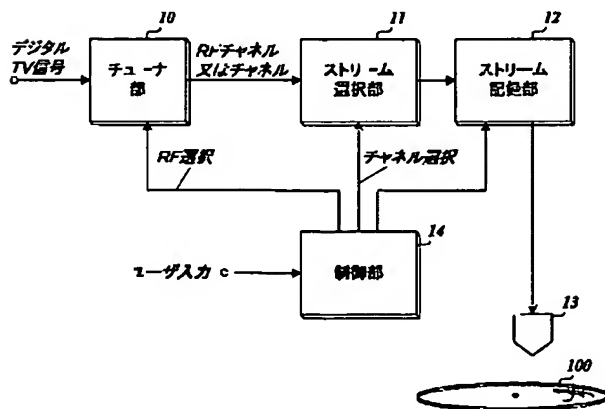 10
11
12
デジタル
TV信号
チューナ
部
RFチャネル
又はチャネル
ストリーム
選択部
ストリーム
記録部
RF選択
チャネル選択
14
ユーザ入力
制御部
13
100